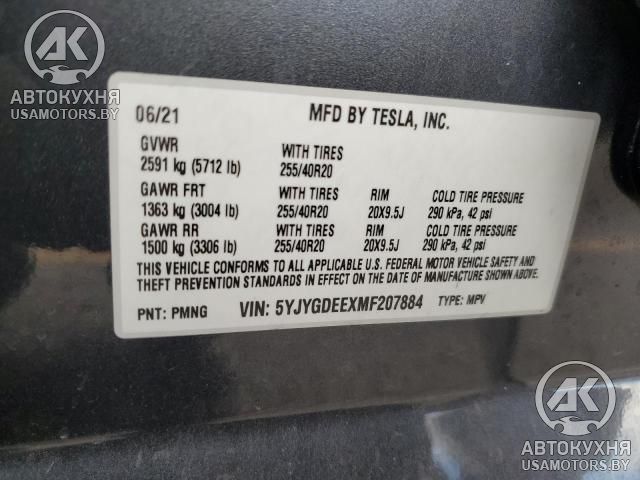 АК
АВТОКУХНЯ
USAMOTORS.BY
06/21 MFD BY TESLA, INC.
GVWR WITH TIRES
2591 kg (5712 lb) 255/40R20
GAWR FRT WITH TIRES RIM COLD TIRE PRESSURE
1363 kg (3004 lb) 255/40R20 20X9.5J 290 kPa, 42 psi
GAWR RR WITH TIRES RIM COLD TIRE PRESSURE
1500 kg (3306 lb) 255/40R20 20X9.5J 290 kPa, 42 psi
THIS VEHICLE CONFORMS TO ALL APPLICABLE U.S. FEDERAL MOTOR VEHICLE SAFETY AND
THEFT PREVENTION STANDARDS IN EFFECT ON THE DATE OF MANUFACTURE SHOWN ABOVE.
PNT: PMNG VIN: 5YJYGDEEXMF207884 TYPE: MPV
АК
АВТОКУХНЯ
USAMOTORS.BY